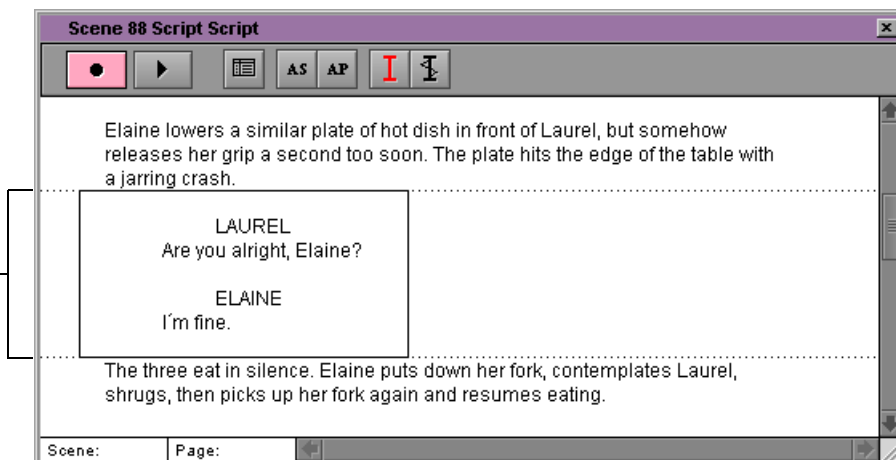 Scene 88 Script Script
AS AP
Elaine lowers a similar plate of hot dish in front of Laurel, but somehow
releases her grip a second too soon. The plate hits the edge of the table with
a jarring crash.
LAUREL
Are you alright, Elaine?
ELAINE
I´m fine.
The three eat in silence. Elaine puts down her fork, contemplates Laurel,
shrugs, then picks up her fork again and resumes eating.
Scene: Page: